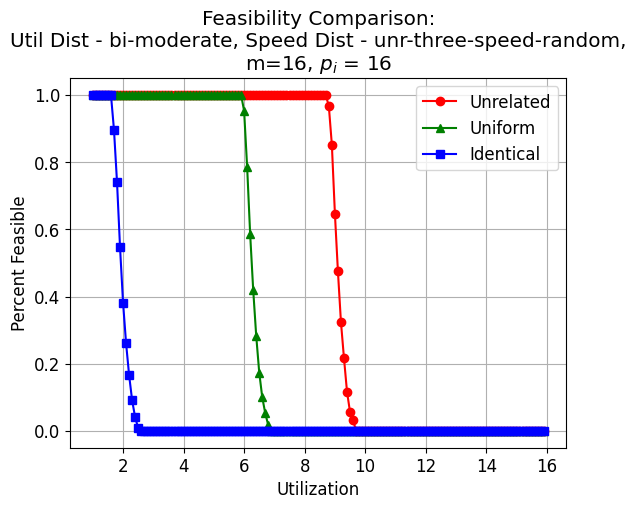 Feasibility Comparison:
Util Dist - bi-moderate, Speed Dist - unr-three-speed-random,
m=16, $p_i$ = 16
Unrelated
Uniform
Identical
Percent Feasible
1.0
0.8
0.6
0.4
0.2
0.0
2 4 6 8 10 12 14 16
Utilization